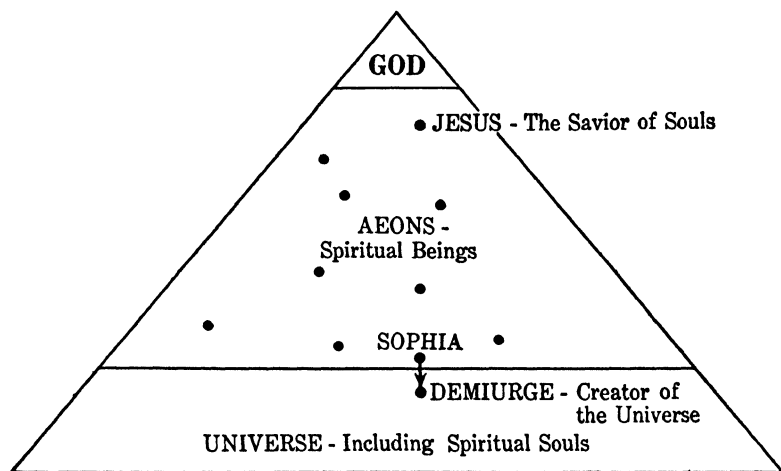 GOD
JESUS - The Savior of Souls
AEONS -
Spiritual Beings
SOPHIA
DEMIURGE - Creator of
the Universe
UNIVERSE - Including Spiritual Souls